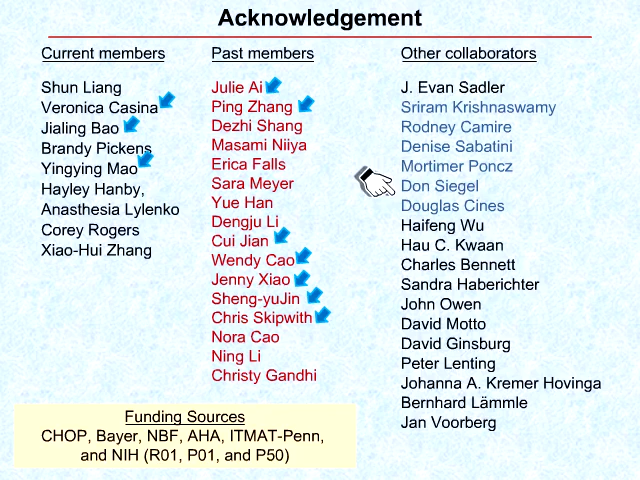 Acknowledgement
Current members
Shun Liang
Veronica Casina
Jialing Bao
Brandy Pickens
Yingying Mao
Hayley Hanby,
Anasthesia Lylenko
Corey Rogers
Xiao-Hui Zhang
Past members
Julie Ai
Ping Zhang
Dezhi Shang
Masami Niiya
Erica Falls
Sara Meyer
Yue Han
Dengju Li
Cui Jian
Wendy Cao
Jenny Xiao
Sheng-yuJin
Chris Skipwith
Nora Cao
Ning Li
Christy Gandhi
Other collaborators
J. Evan Sadler
Sriram Krishnaswamy
Rodney Camire
Denise Sabatini
Mortimer Poncz
Don Siegel
Douglas Cines
Haifeng Wu
Hau C. Kwaan
Charles Bennett
Sandra Haberichter
John Owen
David Motto
David Ginsburg
Peter Lenting
Johanna A. Kremer Hovinga
Bernhard Lämmle
Jan Voorberg
Funding Sources
CHOP, Bayer, NBF, AHA, ITMAT-Penn,
and NIH (R01, P01, and P50)